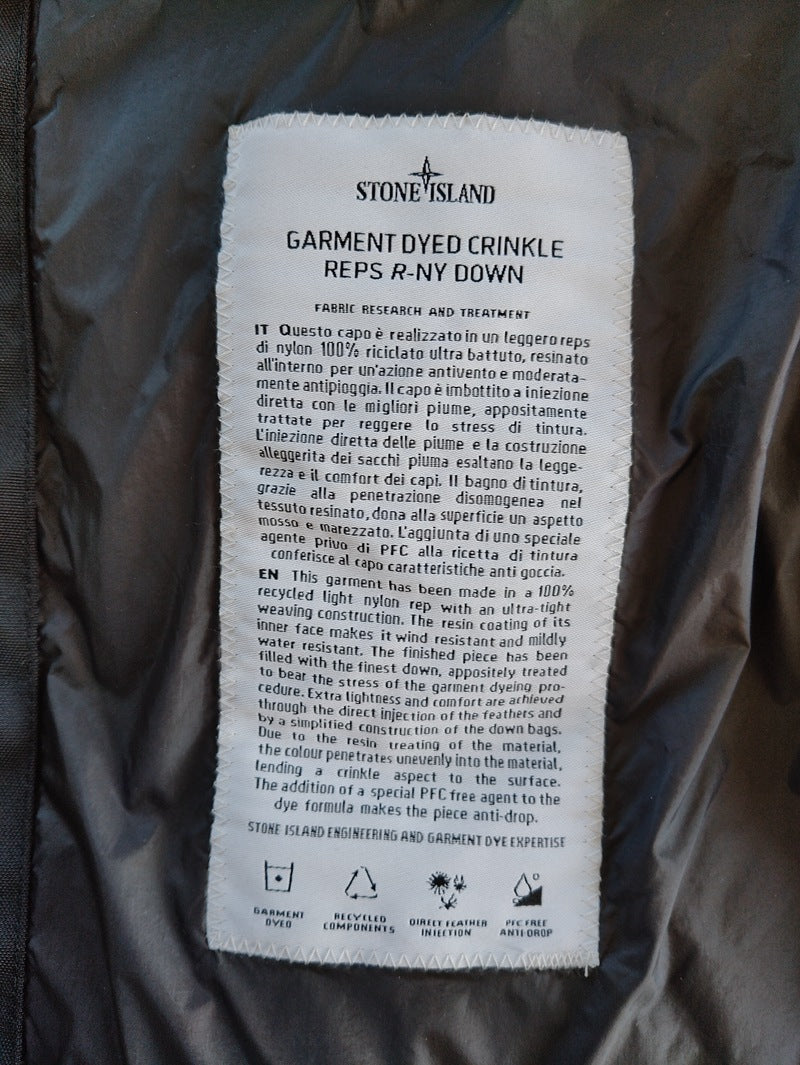 STONE ISLAND
GARMENT DYED CRINKLE
REPS R-NY DOWN
FABRIC RESEARCH AND TREATMENT
IT Questo capo è realizzato in un leggero reps
di nylon 100% riciclato ultra battuto, resinato
all'interno per un'azione antivento e moderata-
mente antipioggia. Il capo è imbottito a iniezione
diretta con le migliori piume, appositamente
trattate per reggere lo stress di tintura.
L'iniezione diretta delle piume e la costruzione
alleggerita dei sacchi piuma esaltano la legge-
rezza e il comfort dei capi. Il bagno di tintura,
grazie alla penetrazione disomogenea nel
tessuto resinato, dona alla superficie un aspetto
mosso e marezzato. L'aggiunta di uno speciale
agente privo di PFC alla ricetta di tintura
conferisce al capo caratteristiche anti goccia.
EN This garment has been made in a 100%
recycled light nylon rep with an ultra-tight
weaving construction. The resin coating of its
inner face makes it wind resistant and mildly
water resistant. The finished piece has been
filled with the finest down, appositely treated
to bear the stress of the garment dyeing pro-
cedure. Extra lightness and comfort are achieved
through the direct injection of the feathers and
by a simplified construction of the down bags.
Due to the resin treating of the material,
the colour penetrates unevenly into the material,
lending a crinkle aspect to the surface.
The addition of a special PFC free agent to the
dye formula makes the piece anti-drop.
STONE ISLAND ENGINEERING AND GARMENT DYE EXPERTISE
GARMENT DYED
RECYCLED COMPONENTS
DIRECT FEATHER INJECTION
PFC FREE ANTI-DROP